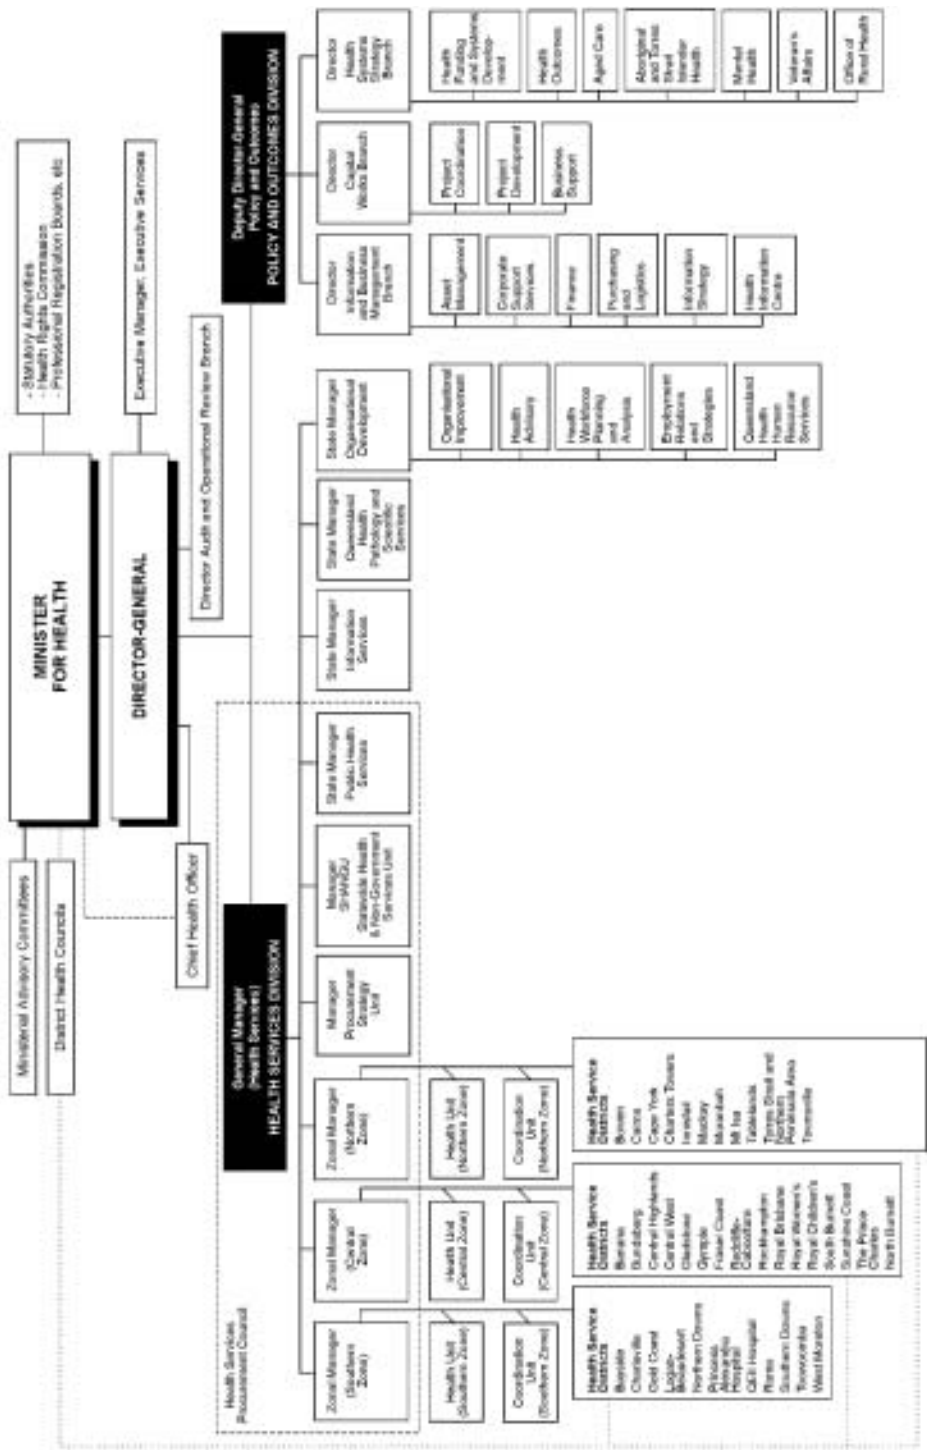 Ministerial Advisory Committees
District Health Councils
MINISTER
FOR HEALTH
- Statutory Authorities
- Health Rights Commission
- Professional Registration Boards, etc
DIRECTOR-GENERAL
Executive Manager, Executive Services
Chief Health Officer
Director Audit and Operational Review Branch
General Manager
(Health Services)
HEALTH SERVICES DIVISION
Deputy Director-General
Policy and Outcomes
POLICY AND OUTCOMES DIVISION
Health Services
Procurement Council
Zonal Manager
(Southern
Zone)
Zonal Manager
(Central
Zone)
Zonal Manager
(Northern
Zone)
Manager
Procurement
Strategy
Unit
Manager
SHANGU
Statewide Health
& Non-Government
Services Unit
State Manager
Public Health
Services
State Manager
Information
Services
State Manager
Queensland
Health
Pathology and
Scientific
Services
State Manager
Organisational
Development
Director
Information
and Business
Management
Branch
Director
Capital
Works Branch
Director
Health
Systems
Strategy
Branch
Health Unit
(Southern Zone)
Coordination
Unit
(Southern Zone)
Health Unit
(Central Zone)
Coordination
Unit
(Central Zone)
Health Unit
(Northern Zone)
Coordination
Unit
(Northern Zone)
Organisational
Improvement
Health
Advisory
Health
Workforce
Planning
and
Analysis
Employment
Relations
and
Strategies
Queensland
Health
Human
Resource
Services
Asset
Management
Corporate
Support
Services
Finance
Purchasing
and
Logistics
Information
Strategy
Health
Information
Centre
Project
Coordination
Project
Development
Business
Support
Health
Funding
and Systems
Develop-
ment
Health
Outcomes
Aged Care
Aboriginal
and Torres
Strait
Islander
Health
Mental
Health
Veteran's
Affairs
Office of
Rural Health
Health Service
Districts
Bayside
Charleville
Gold Coast
Logan-
Beaudesert
Northern Downs
Princess
Alexandra
Hospital
QEII Hospital
Roma
Southern Downs
Toowoomba
West Moreton
Health Service
Districts
Banana
Bundaberg
Central Highlands
Central West
Gladstone
Gympie
Fraser Coast
Redcliffe-
Caboolture
Rockhampton
Royal Brisbane
Royal Women's
Royal Children's
South Burnett
Sunshine Coast
The Prince
Charles
North Burnett
Health Service
Districts
Bowen
Cairns
Cape York
Charters Towers
Innisfail
Mackay
Moranbah
Mt Isa
Tablelands
Torres Strait and
Northern
Peninsula Area
Townsville